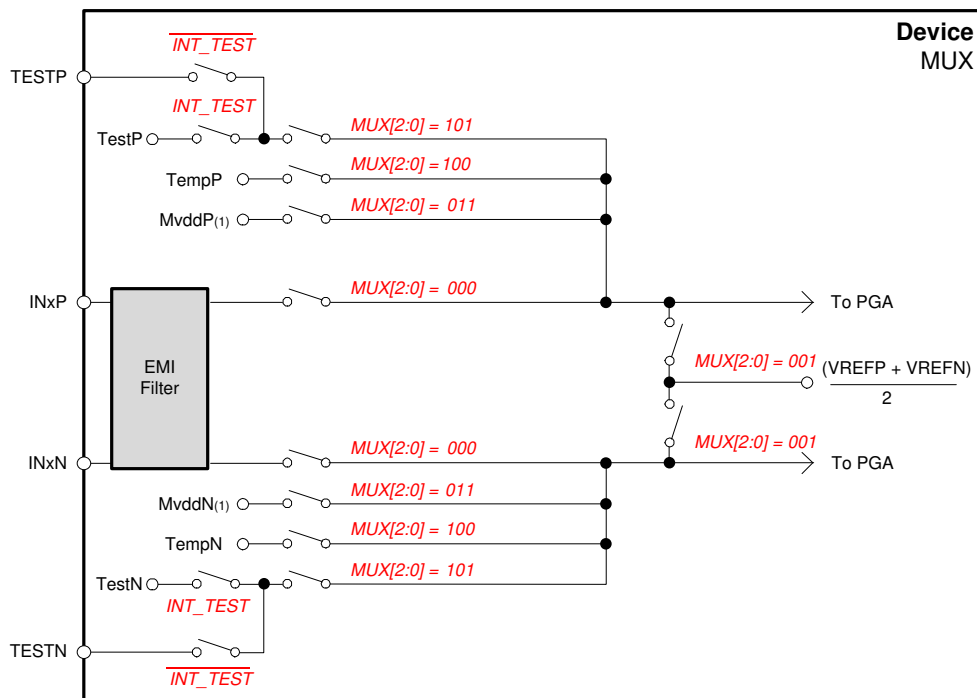 Device
MUX
INT_TEST
TESTP
INT_TEST
TestP
MUX[2:0] = 101
TempP
MUX[2:0] = 100
MvddP(1)
MUX[2:0] = 011
INxP
MUX[2:0] = 000
To PGA
EMI
Filter
MUX[2:0] = 001
(VREFP + VREFN)
2
MUX[2:0] = 001
INxN
MUX[2:0] = 000
To PGA
MvddN(1)
MUX[2:0] = 011
TempN
MUX[2:0] = 100
TestN
MUX[2:0] = 101
INT_TEST
TESTN
INT_TEST